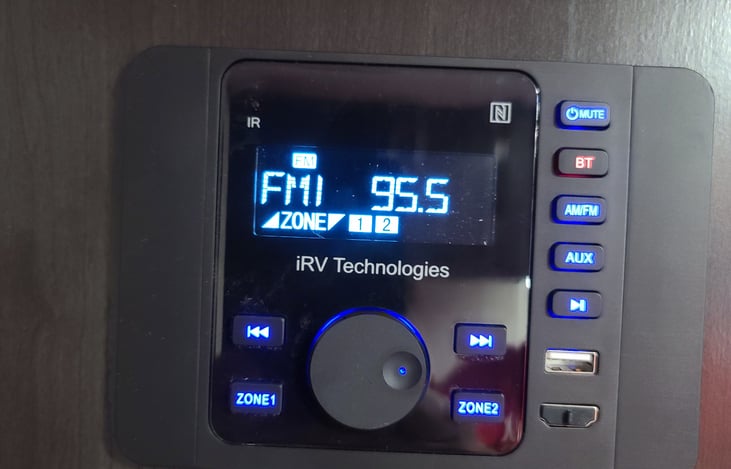 IR
N
MUTE
FM
FM1 95.5
ZONE 1 2
BT
AM/FM
iRV Technologies
AUX
ZONE1
ZONE2